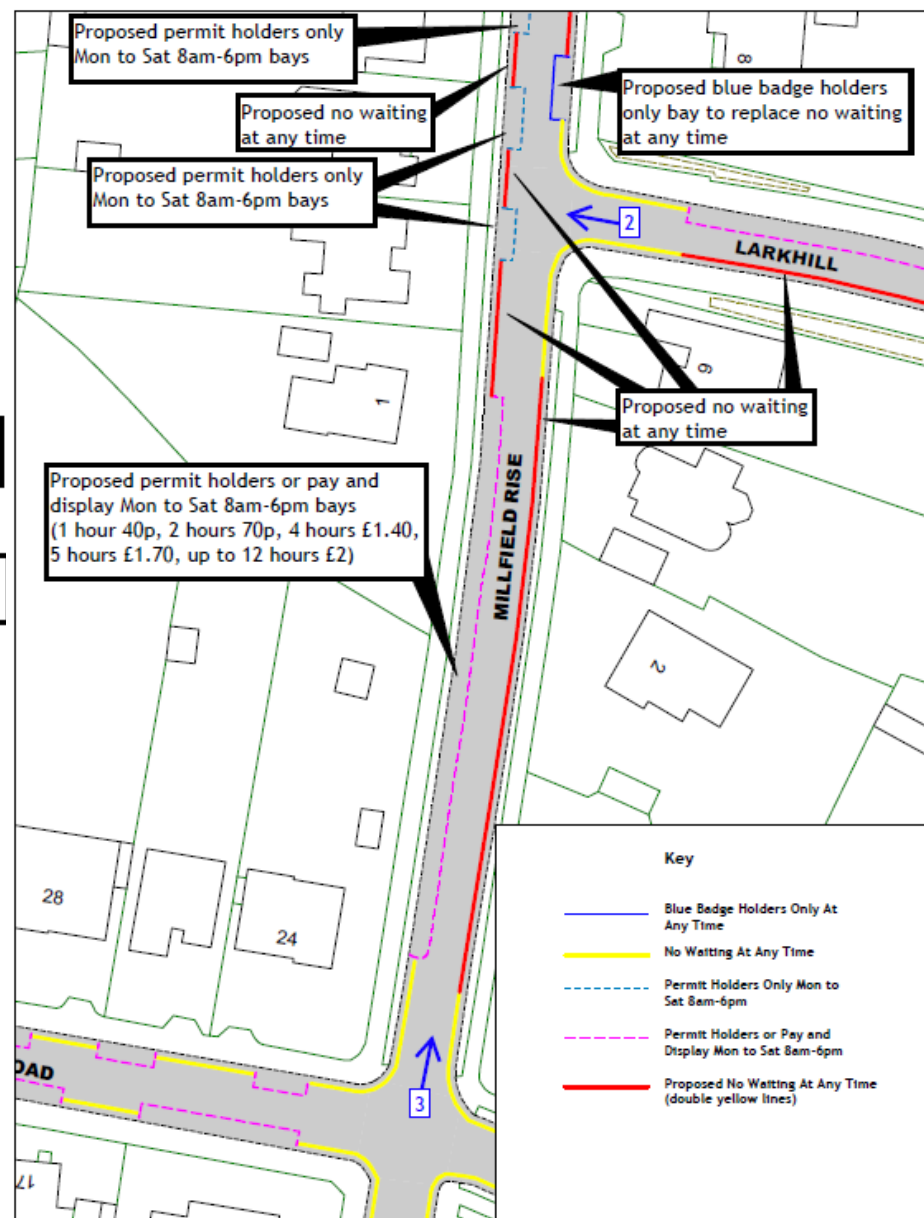 Proposed permit holders only
Mon to Sat 8am-6pm bays
Proposed no waiting
at any time
Proposed permit holders only
Mon to Sat 8am-6pm bays
8
Proposed blue badge holders
only bay to replace no waiting
at any time
2
LARKHILL
6
1
Proposed no waiting
at any time
Proposed permit holders or pay and
display Mon to Sat 8am-6pm bays
(1 hour 40p, 2 hours 70p, 4 hours £1.40,
5 hours £1.70, up to 12 hours £2)
MILLFIELD RISE
2
28
24
OAD
3
17
Key
Blue Badge Holders Only At
Any Time
No Waiting At Any Time
Permit Holders Only Mon to
Sat 8am-6pm
Permit Holders or Pay and
Display Mon to Sat 8am-6pm
Proposed No Waiting At Any Time
(double yellow lines)